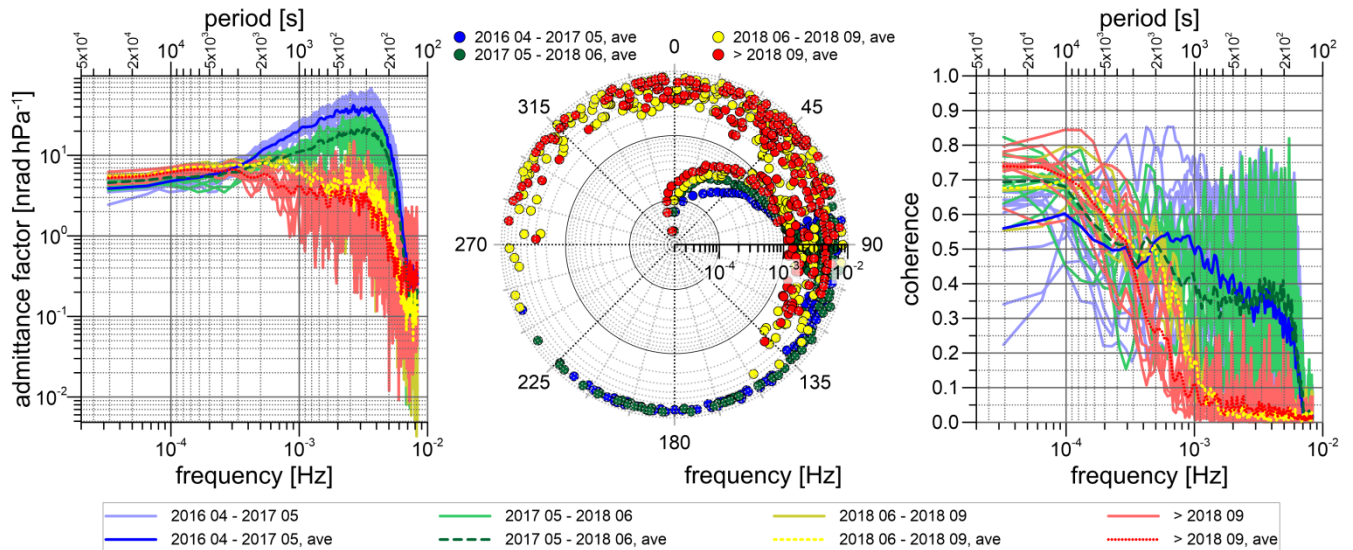 period [s]
5x10⁴
2x10⁴
10⁴
5x10³
2x10³
10³
5x10²
2x10²
10²
admittance factor [nrad hPa⁻¹]
10¹
10⁰
10⁻¹
10⁻²
10⁻⁴
10⁻³
10⁻²
frequency [Hz]
2016 04 - 2017 05, ave
2017 05 - 2018 06, ave
2018 06 - 2018 09, ave
> 2018 09, ave
0
45
90
135
180
225
270
315
10⁻⁴
10⁻³
10⁻²
frequency [Hz]
period [s]
5x10⁴
2x10⁴
10⁴
5x10³
2x10³
10³
5x10²
2x10²
10²
coherence
1.0
0.9
0.8
0.7
0.6
0.5
0.4
0.3
0.2
0.1
0.0
10⁻⁴
10⁻³
10⁻²
frequency [Hz]
2016 04 - 2017 05
2017 05 - 2018 06
2018 06 - 2018 09
> 2018 09
2016 04 - 2017 05, ave
2017 05 - 2018 06, ave
2018 06 - 2018 09, ave
> 2018 09, ave